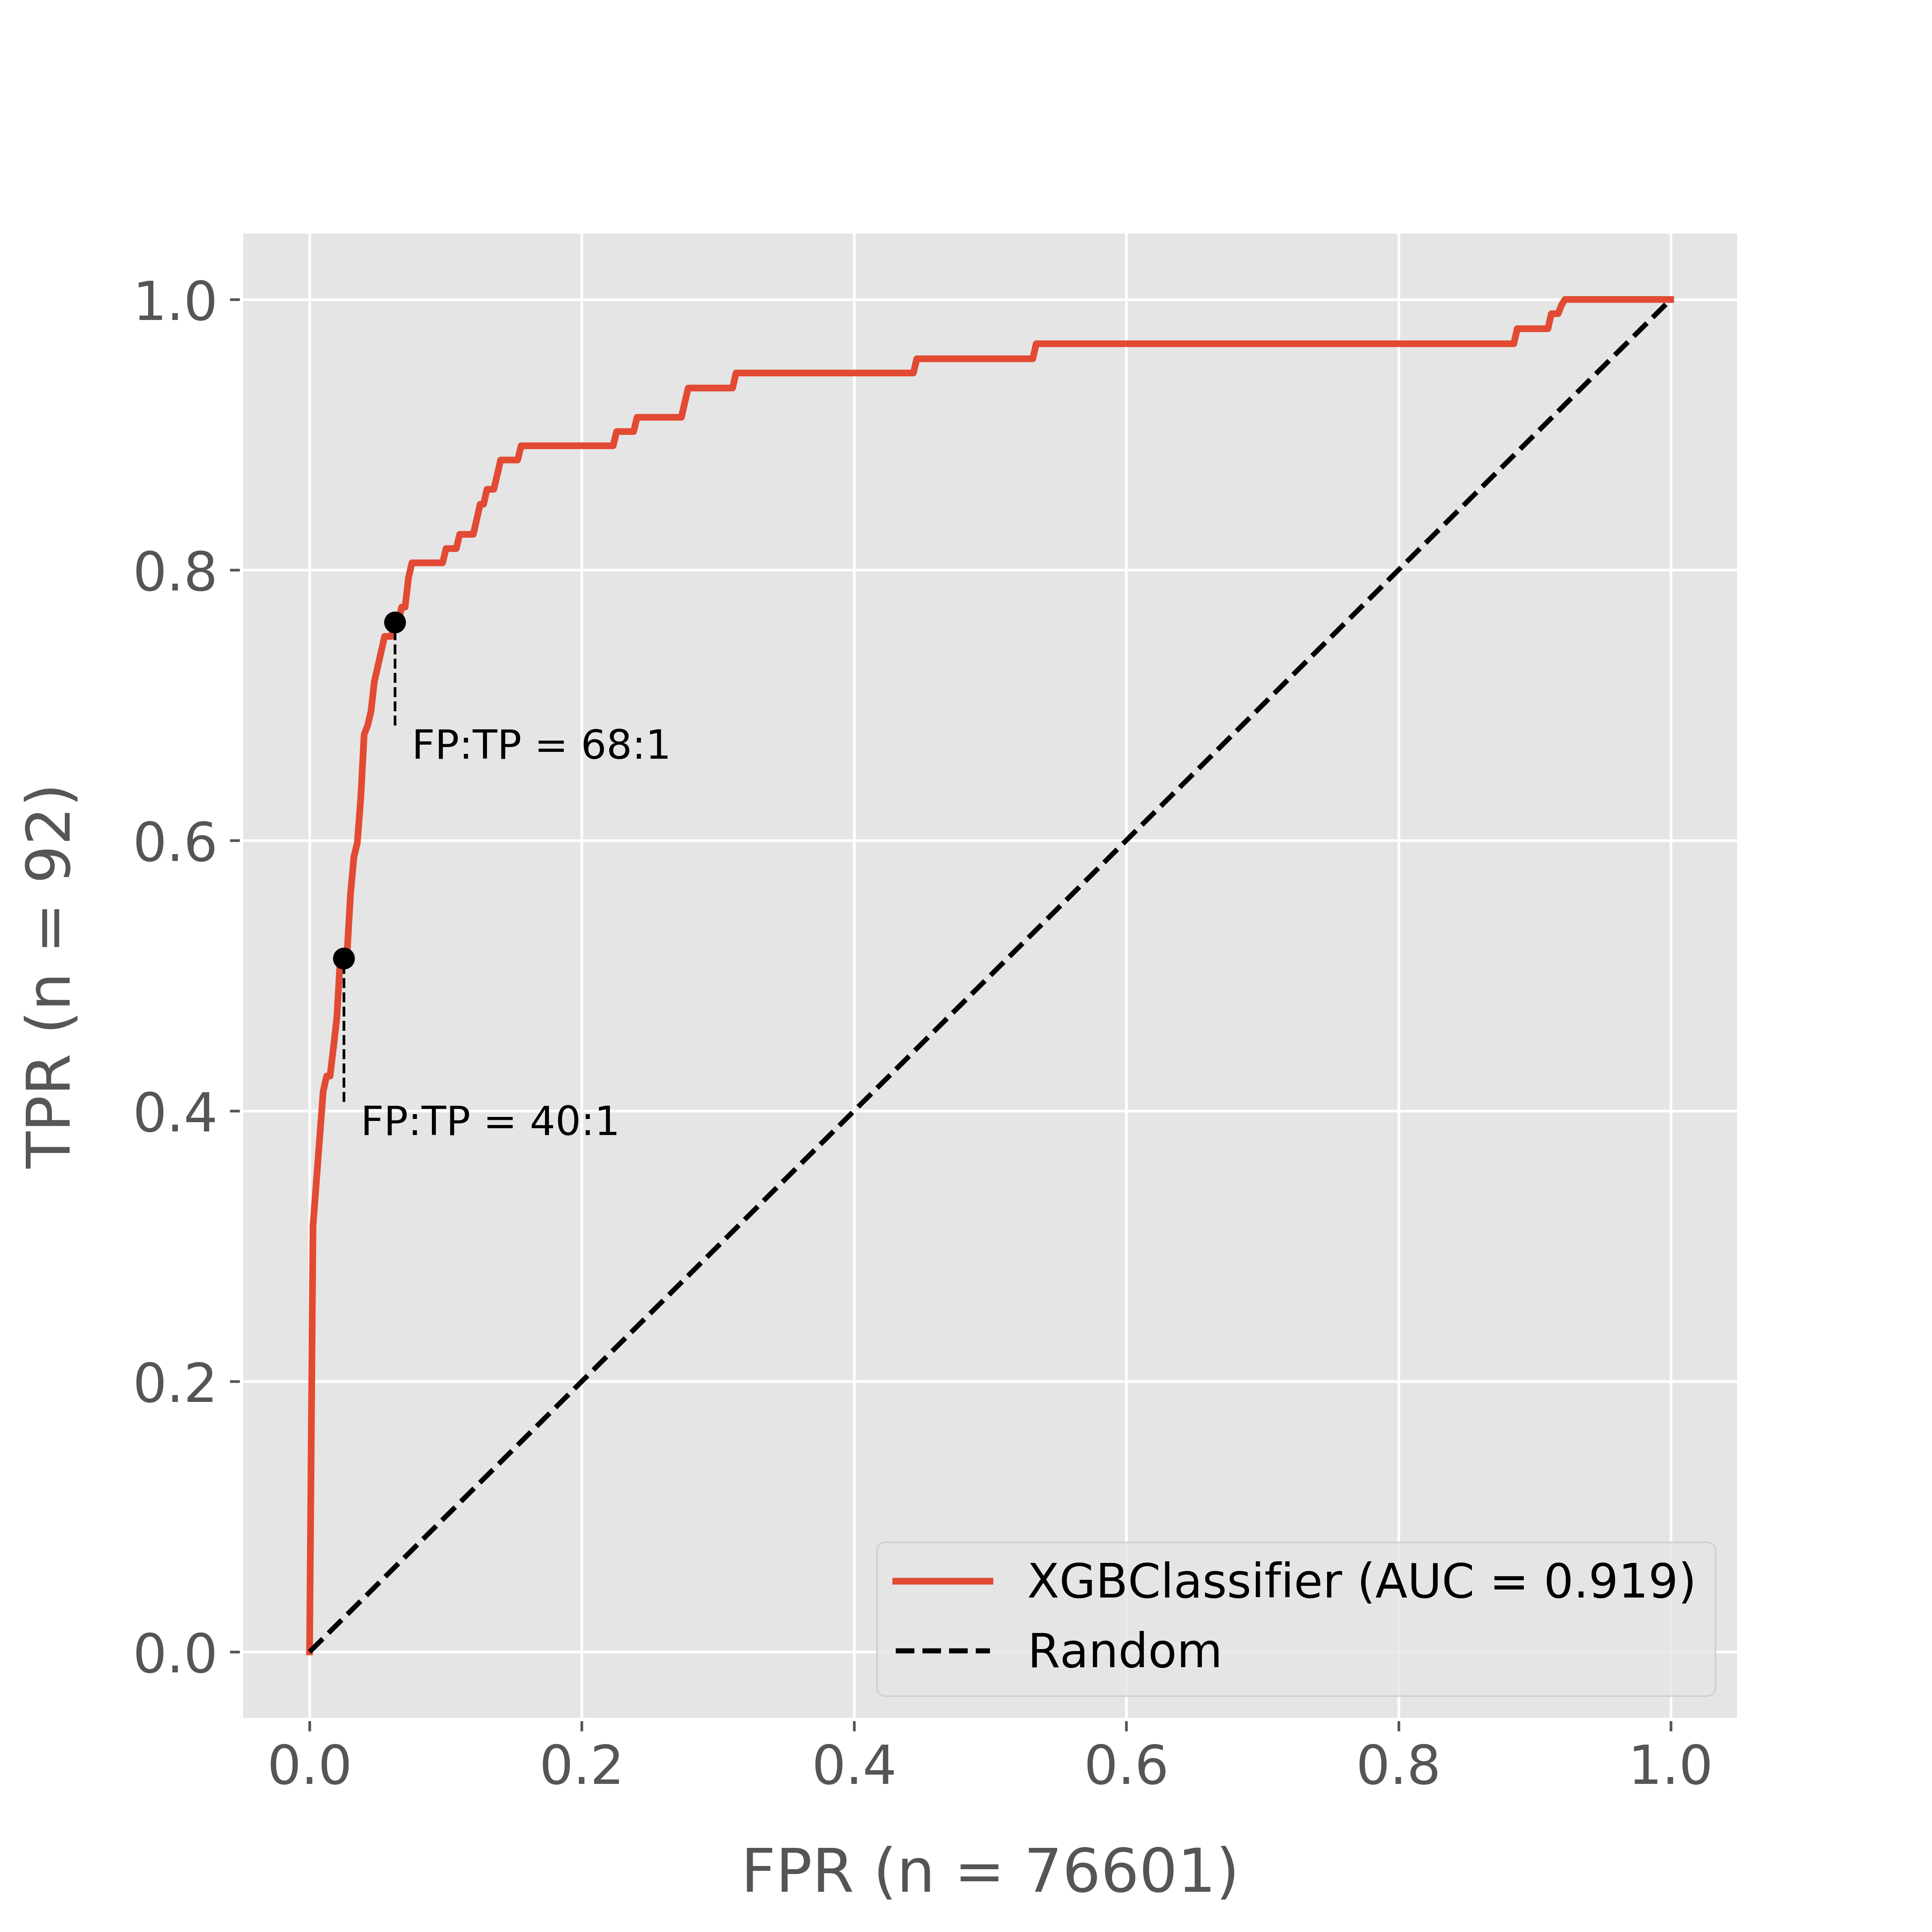 1.0
0.8
FP:TP = 68:1
0.6
TPR (n = 92)
0.4
FP:TP = 40:1
0.2
XGBClassifier (AUC = 0.919)
Random
0.0
0.0 0.2 0.4 0.6 0.8 1.0
FPR (n = 76601)